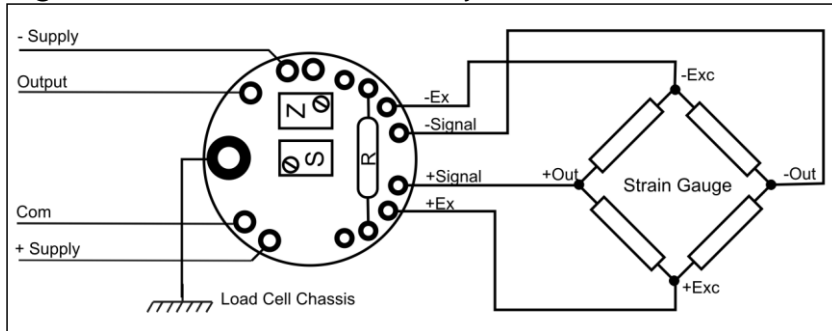 - Supply
Output
Com
+ Supply
Load Cell Chassis
Z
S
R
-Ex
-Signal
+Signal
+Ex
-Exc
+Out
Strain Gauge
-Out
+Exc